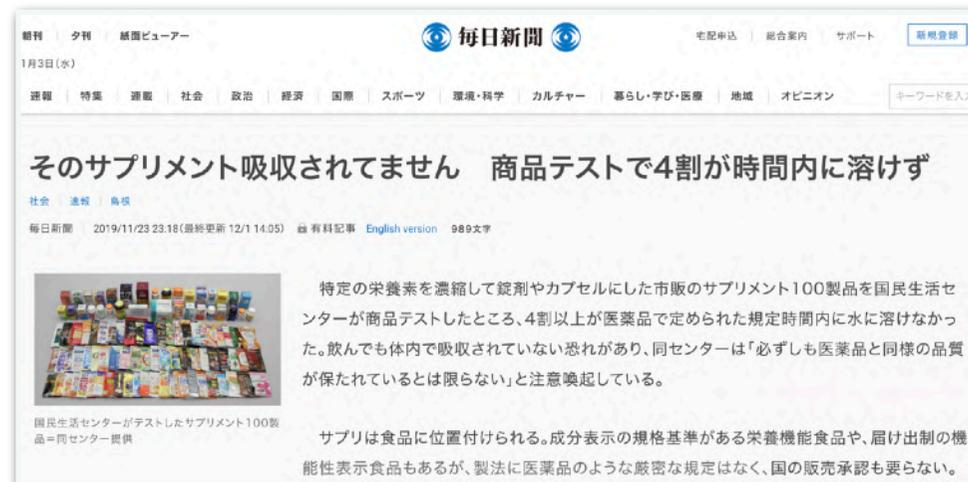 朝刊 夕刊 紙面ビューアー 毎日新聞 宅配申込 総合案内 サポート 新規登録
1月3日(水)
速報 特集 連載 社会 政治 経済 国際 スポーツ 環境・科学 カルチャー 暮らし・学び・医療 地域 オピニオン キーワードを入
そのサプリメント吸収されてません 商品テストで4割が時間内に溶けず
社会 速報 島根
毎日新聞 2019/11/23 23:18(最終更新 12/1 14:05) 有料記事 English version 989文字
特定の栄養素を濃縮して錠剤やカプセルにした市販のサプリメント100製品を国民生活セ
ンターが商品テストしたところ、4割以上が医薬品で定められた規定時間内に水に溶けなかっ
た。飲んでも体内で吸収されていない恐れがあり、同センターは「必ずしも医薬品と同様の品質
が保たれているとは限らない」と注意喚起している。
国民生活センターがテストしたサプリメント100製
品=同センター提供
サプリは食品に位置付けられる。成分表示の規格基準がある栄養機能食品や、届け出制の機
能性表示食品もあるが、製法に医薬品のような厳密な規定はなく、国の販売承認も要らない。